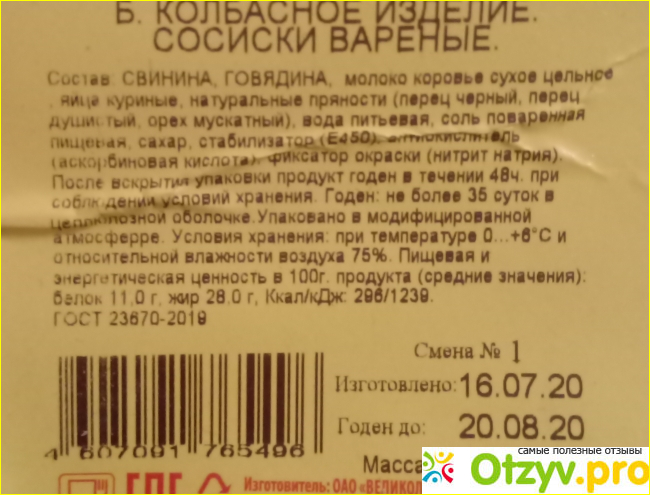 Б. КОЛБАСНОЕ ИЗДЕЛИЕ.
СОСИСКИ ВАРЕНЫЕ.
Состав: СВИНИНА, ГОВЯДИНА, молоко коровье сухое цельное
, яйца куриные, натуральные пряности (перец черный, перец
душистый, орех мускатный), вода питьевая, соль поваренная
пищевая, сахар, стабилизатор (Е450), антиокислитель
(аскорбиновая кислота), фиксатор окраски (нитрит натрия).
После вскрытия упаковки продукт годен в течении 48ч. при
соблюдении условий хранения. Годен: не более 35 суток в
целлюлозной оболочке.Упаковано в модифицированной
атмосферре. Условия хранения: при температуре 0...+6°С и
относительной влажности воздуха 75%. Пищевая и
энергетическая ценность в 100г. продукта (средние значения):
белок 11,0 г, жир 28,0 г, Ккал/кДж: 296/1239.
ГОСТ 23670-2019
Смена № 1
Изготовлено: 16.07.20
Годен до: 20.08.20
4 607091 765496
Масса
Изготовитель: ОАО «ВЕЛИКОЛ
самые полезные отзывы
Otzyv.pro